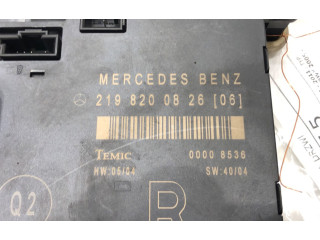 MERCEDES BENZ
219 820 08 26 [06]
TEMIC 0000 8536
HW:05/04 SW:40/04
Q2
R